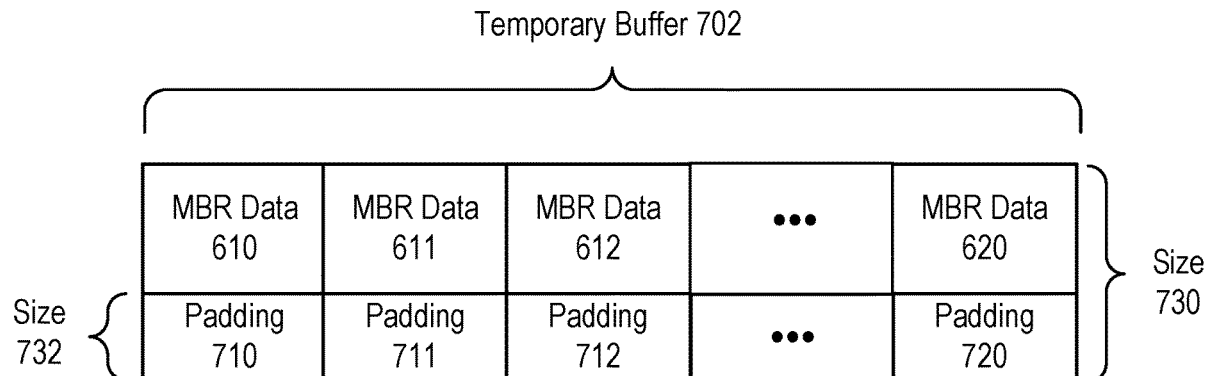 Temporary Buffer 702
MBR Data MBR Data MBR Data ••• MBR Data
610 611 612 620
Size
730
Size
732
Padding Padding Padding ••• Padding
710 711 712 720